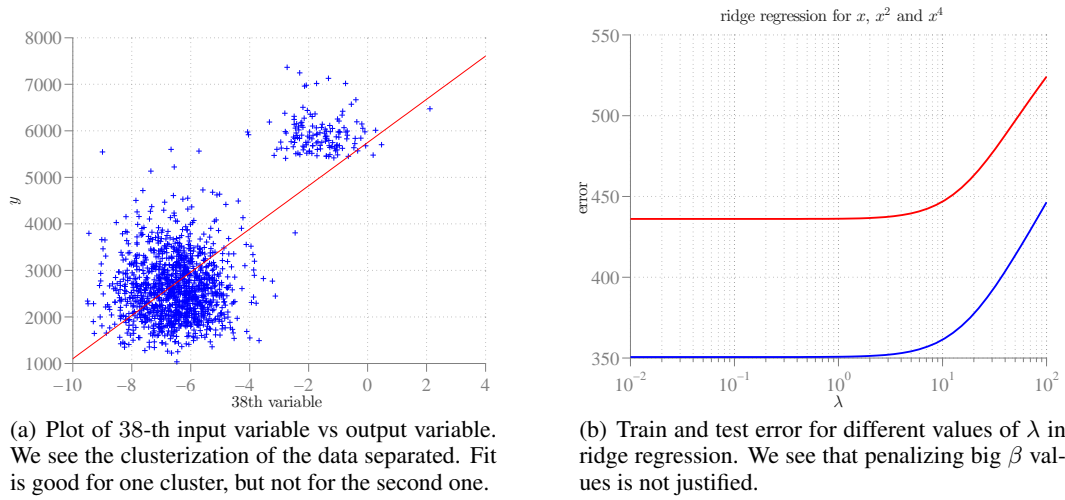 8000
7000
6000
5000
4000
3000
2000
1000
y
−10 −8 −6 −4 −2 0 2 4
38th variable
(a) Plot of 38-th input variable vs output variable.
We see the clusterization of the data separated. Fit
is good for one cluster, but not for the second one.
ridge regression for x, x² and x⁴
550
500
450
400
350
error
10⁻² 10⁻¹ 10⁰ 10¹ 10²
λ
(b) Train and test error for different values of λ in
ridge regression. We see that penalizing big β val-
ues is not justified.